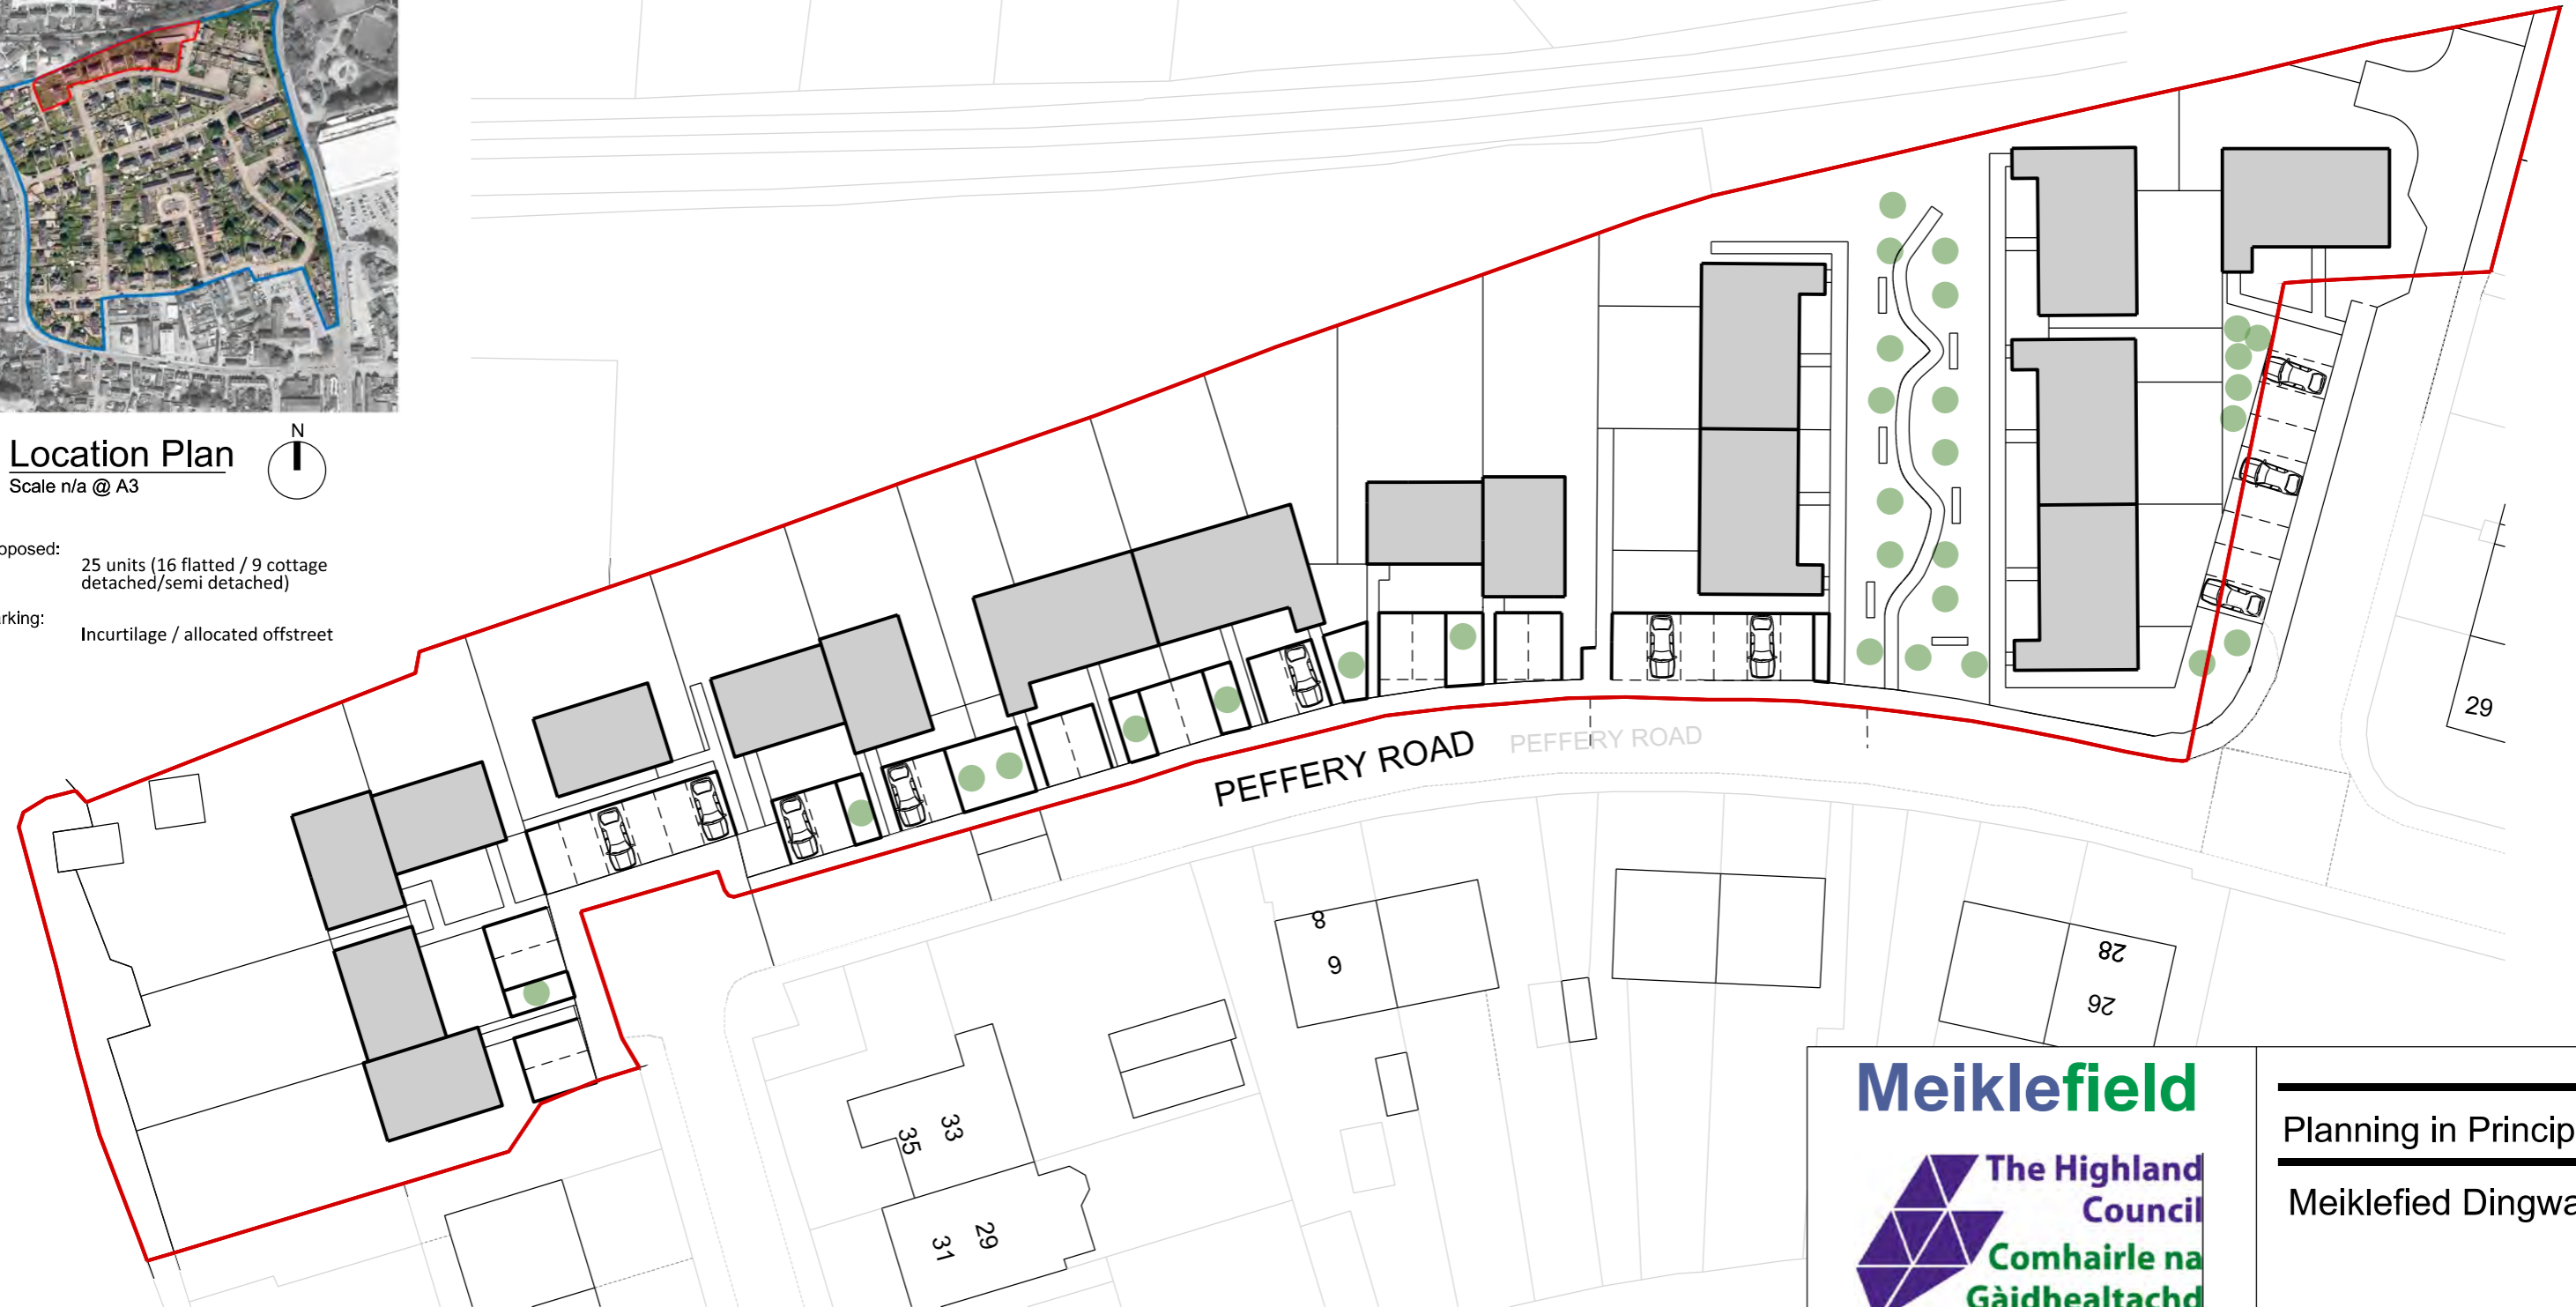 Location Plan
N
Scale n/a @ A3
oposed:
25 units (16 flatted / 9 cottage
detached/semi detached)
arking:
Incurtilage / allocated offstreet
PEFFERY ROAD
PEFFERY ROAD
29
8
6
28
26
33
35
29
31
Meiklefield
The Highland
Council
Comhairle na
Gàidhealtachd
Planning in Princip
Meiklefied Dingwa